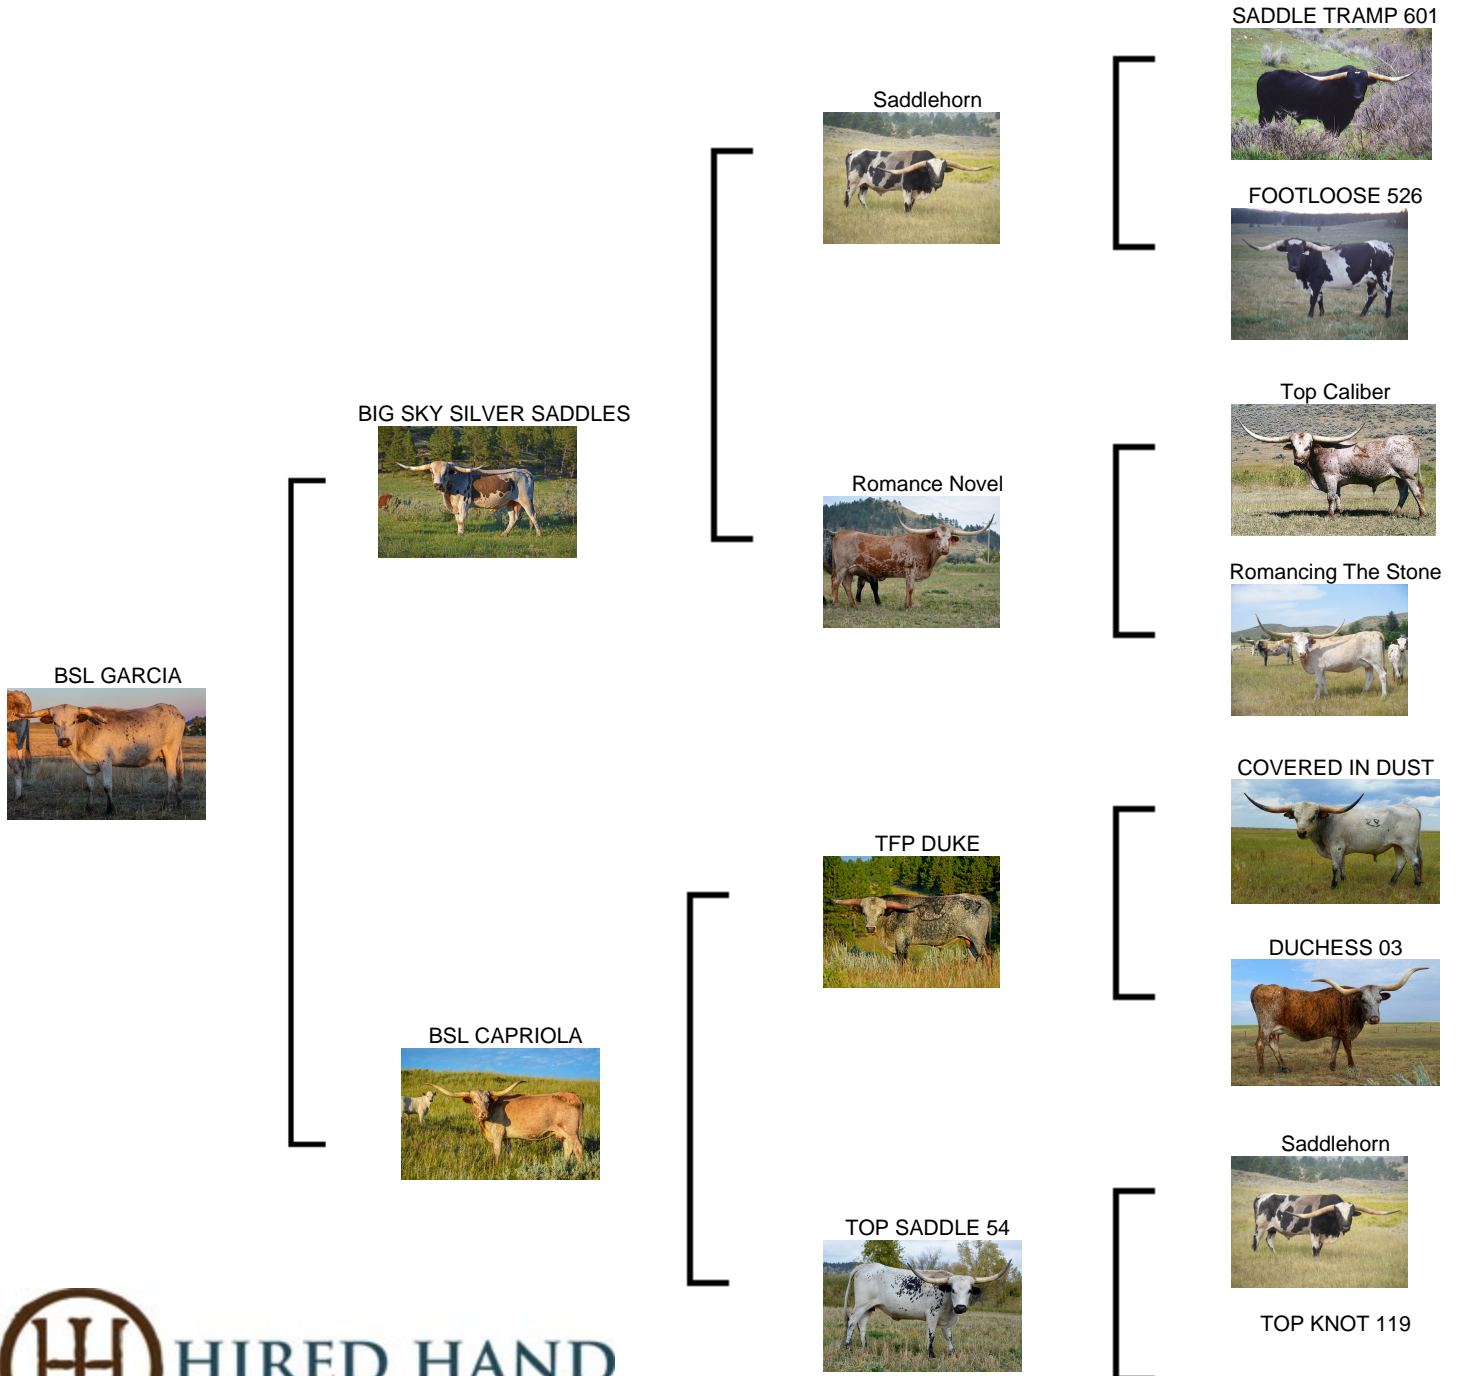 SADDLE TRAMP 601
Saddlehorn
FOOTLOOSE 526
Top Caliber
BIG SKY SILVER SADDLES
Romance Novel
Romancing The Stone
BSL GARCIA
COVERED IN DUST
TFP DUKE
DUCHESS 03
BSL CAPRIOLA
Saddlehorn
TOP SADDLE 54
TOP KNOT 119
HIRED HAND